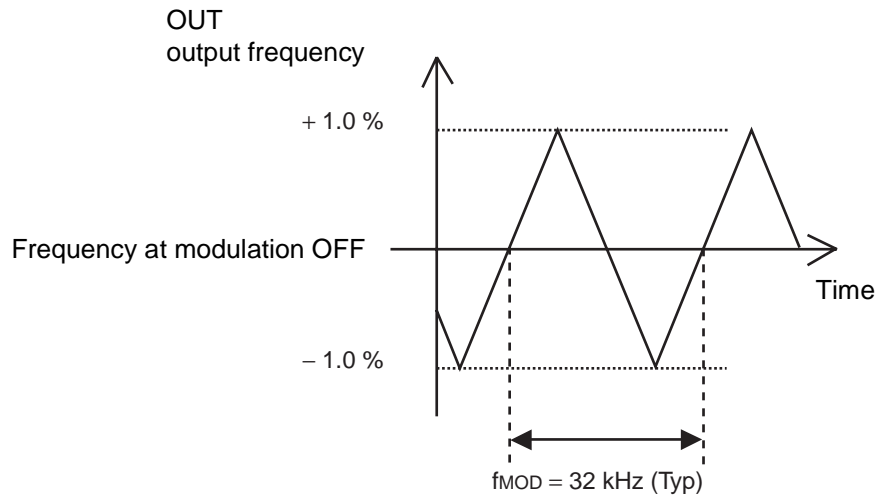 OUT
output frequency
+ 1.0 %
Frequency at modulation OFF
Time
− 1.0 %
fMOD = 32 kHz (Typ)